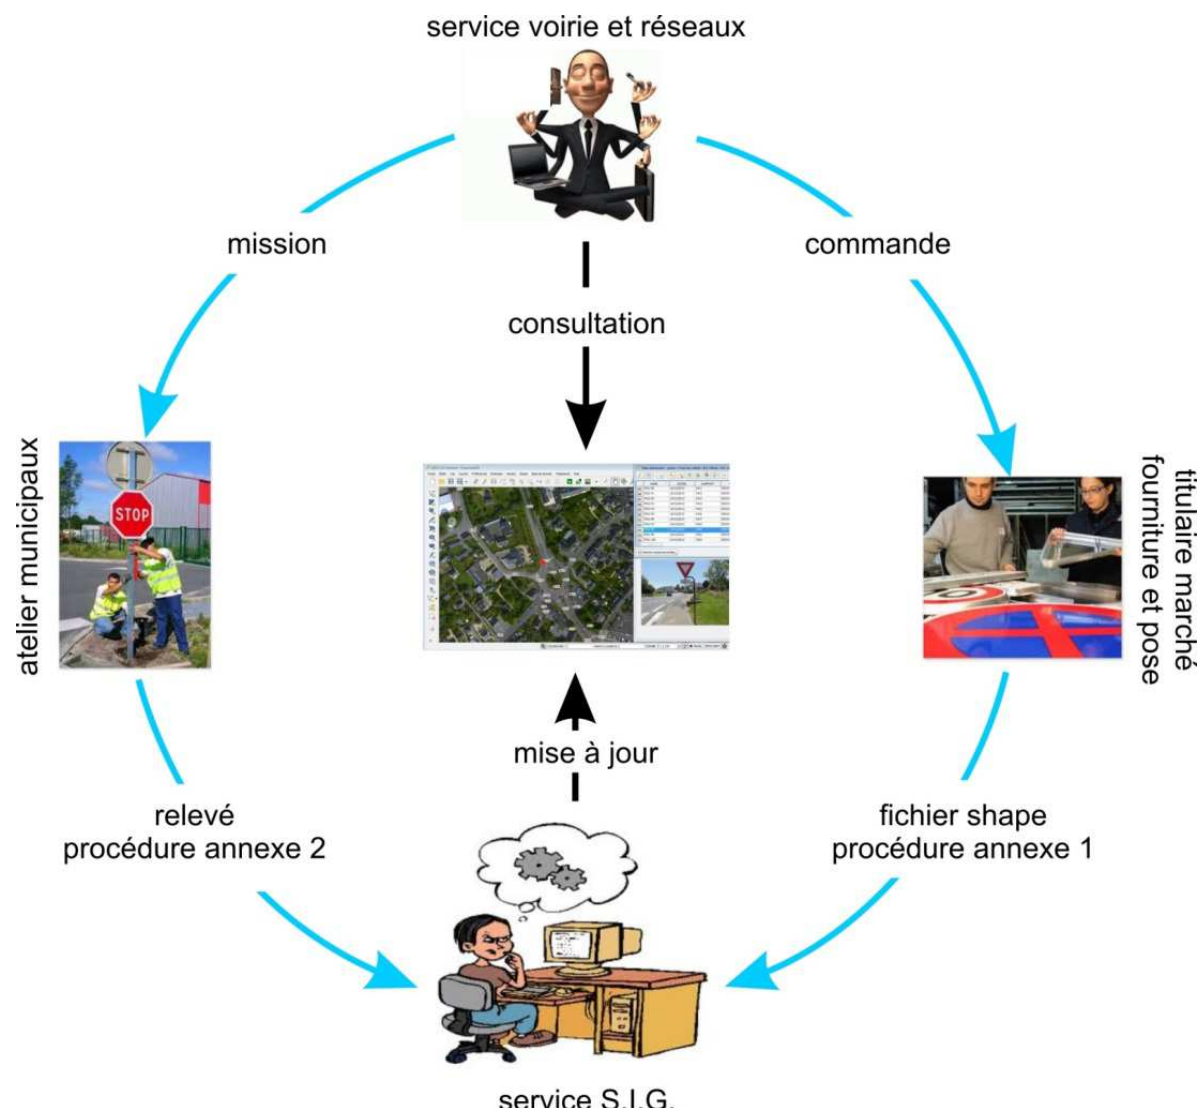 service voirie et réseaux
mission
commande
consultation
atelier municipaux
titulaire marché
fourniture et pose
STOP
mise à jour
relevé
procédure annexe 2
fichier shape
procédure annexe 1
service S.I.G.